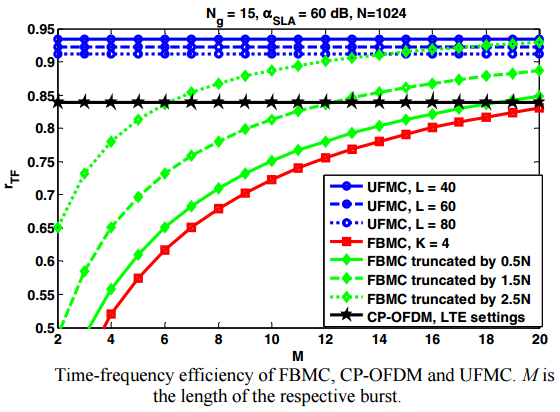 N_g = 15, α_SLA = 60 dB, N=1024
0.95
0.9
0.85
0.8
0.75
0.7
0.65
0.6
0.55
0.5
r_TF
2 4 6 8 10 12 14 16 18 20
M
UFMC, L = 40
UFMC, L = 60
UFMC, L = 80
FBMC, K = 4
FBMC truncated by 0.5N
FBMC truncated by 1.5N
FBMC truncated by 2.5N
CP-OFDM, LTE settings
Time-frequency efficiency of FBMC, CP-OFDM and UFMC. M is
the length of the respective burst.